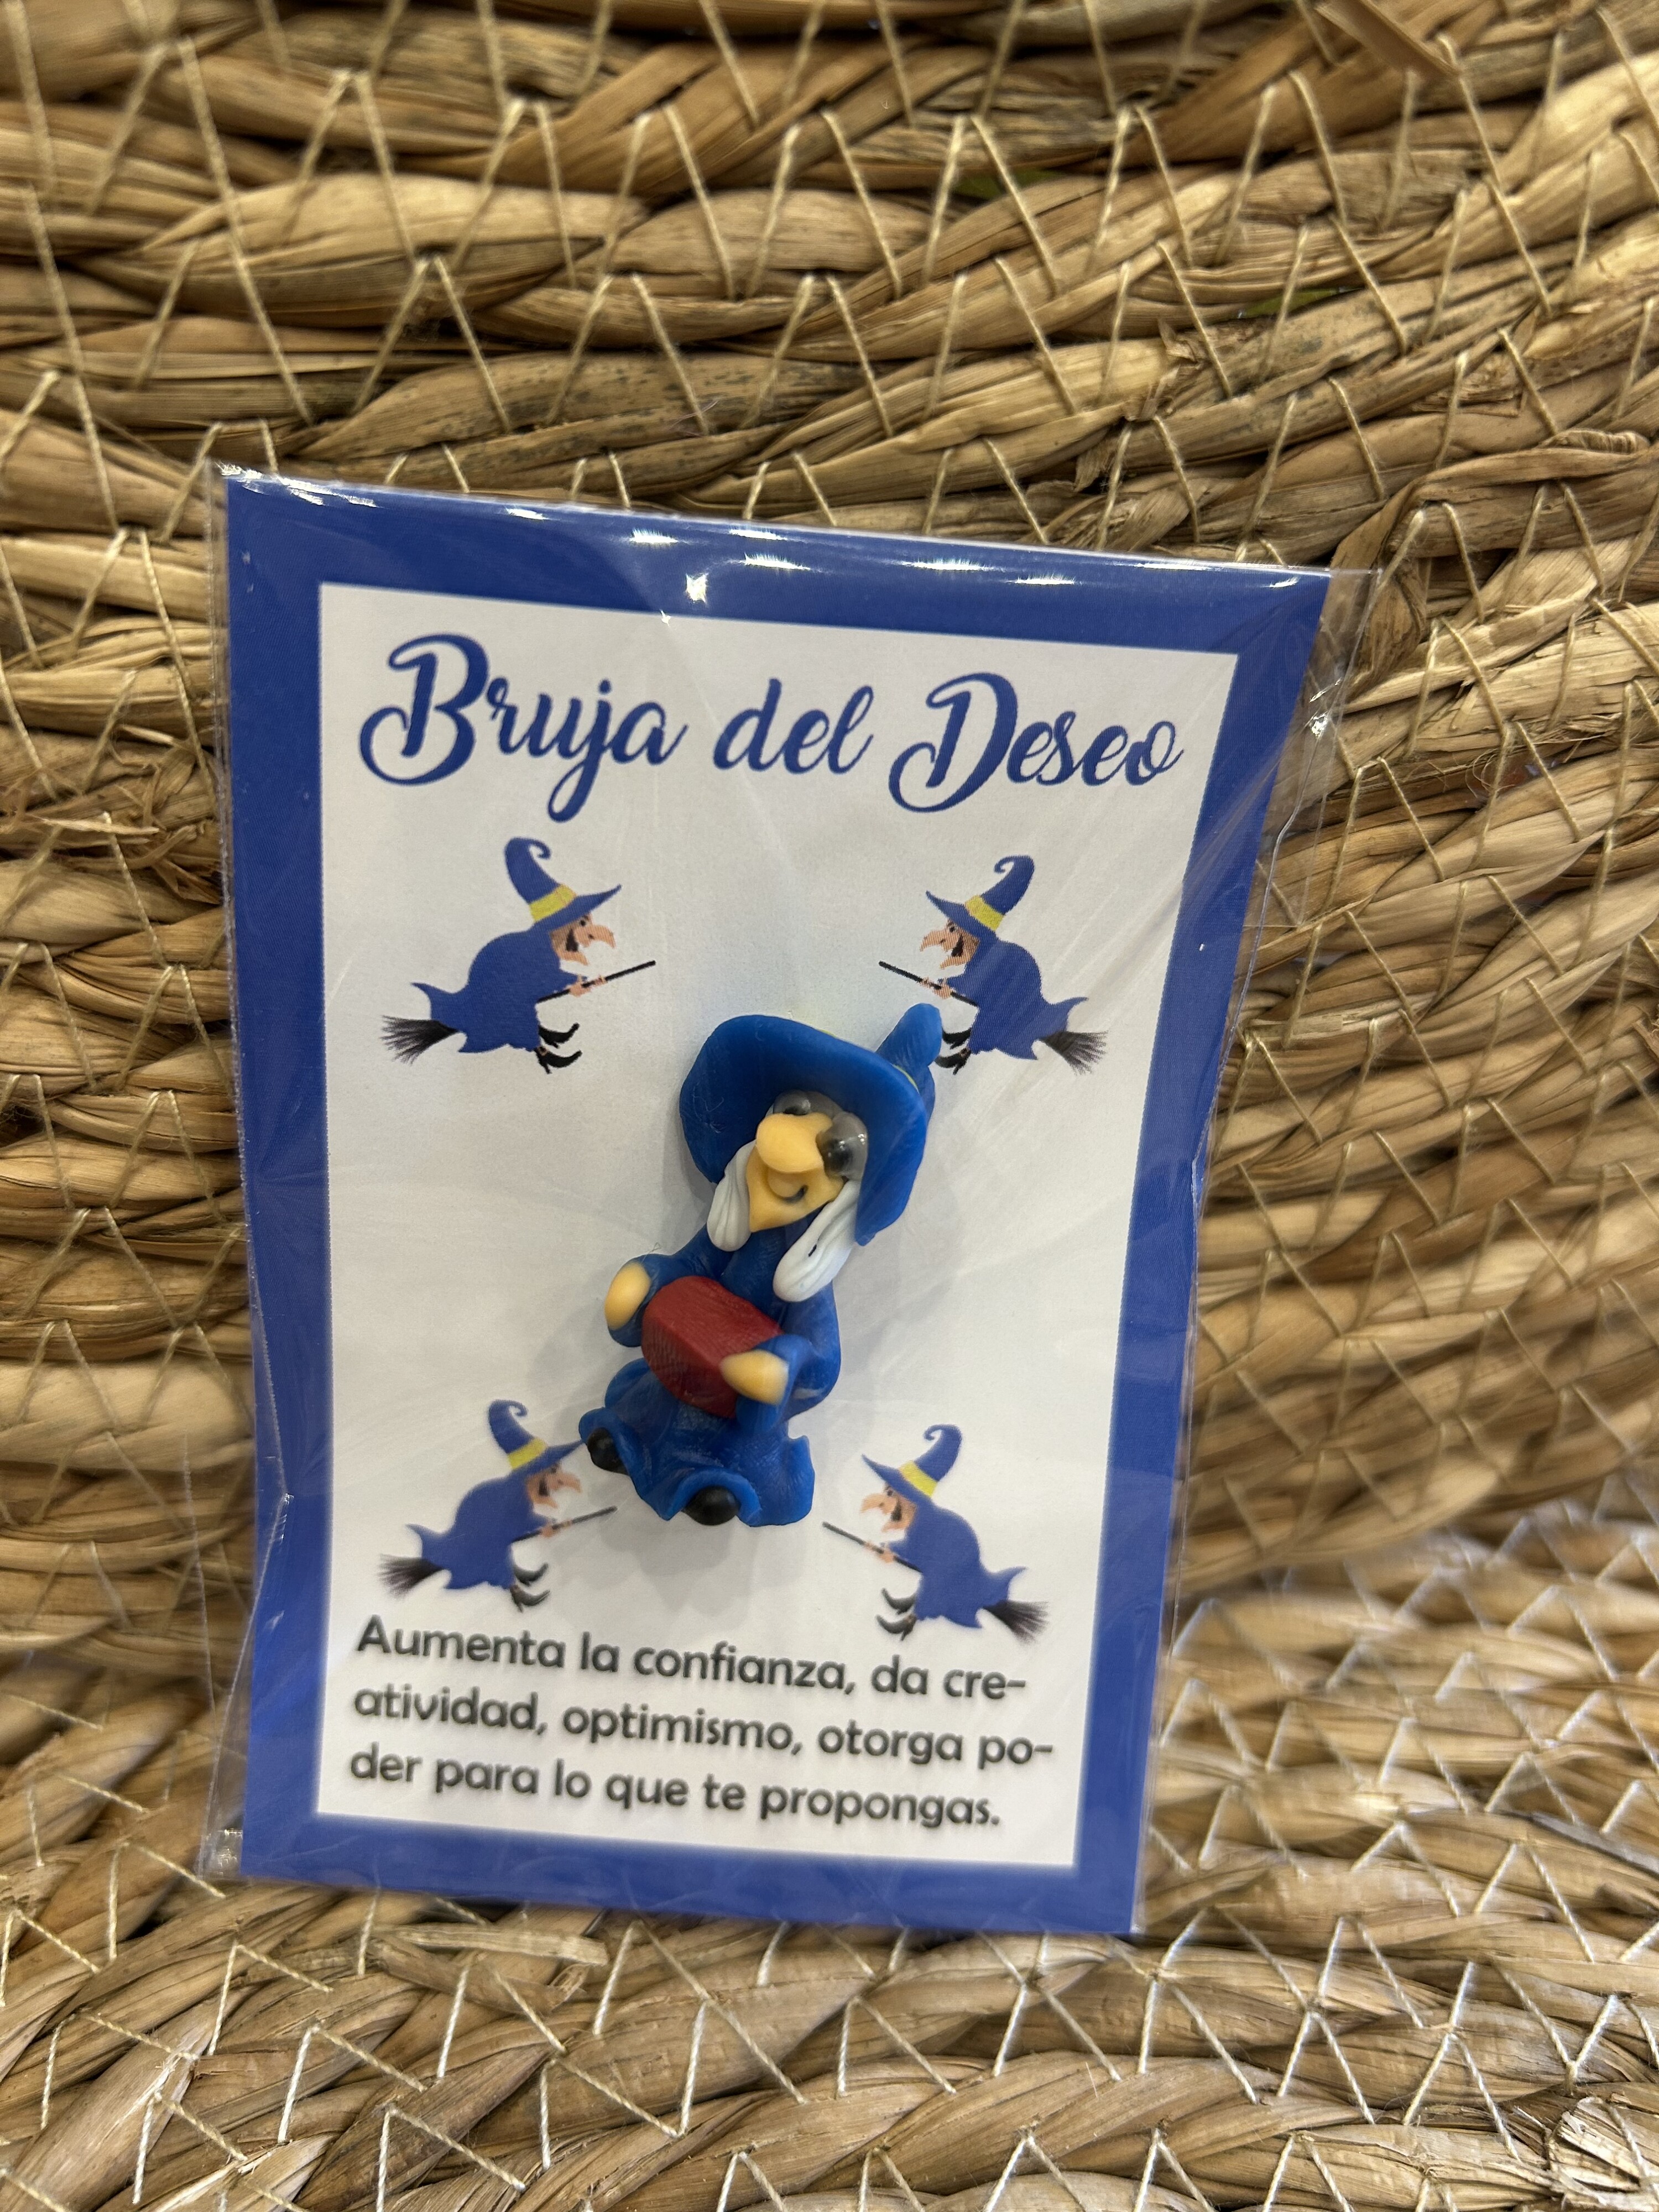 Bruja del Deseo
Aumenta la confianza, da cre-
atividad, optimismo, otorga po-
der para lo que te propongas.